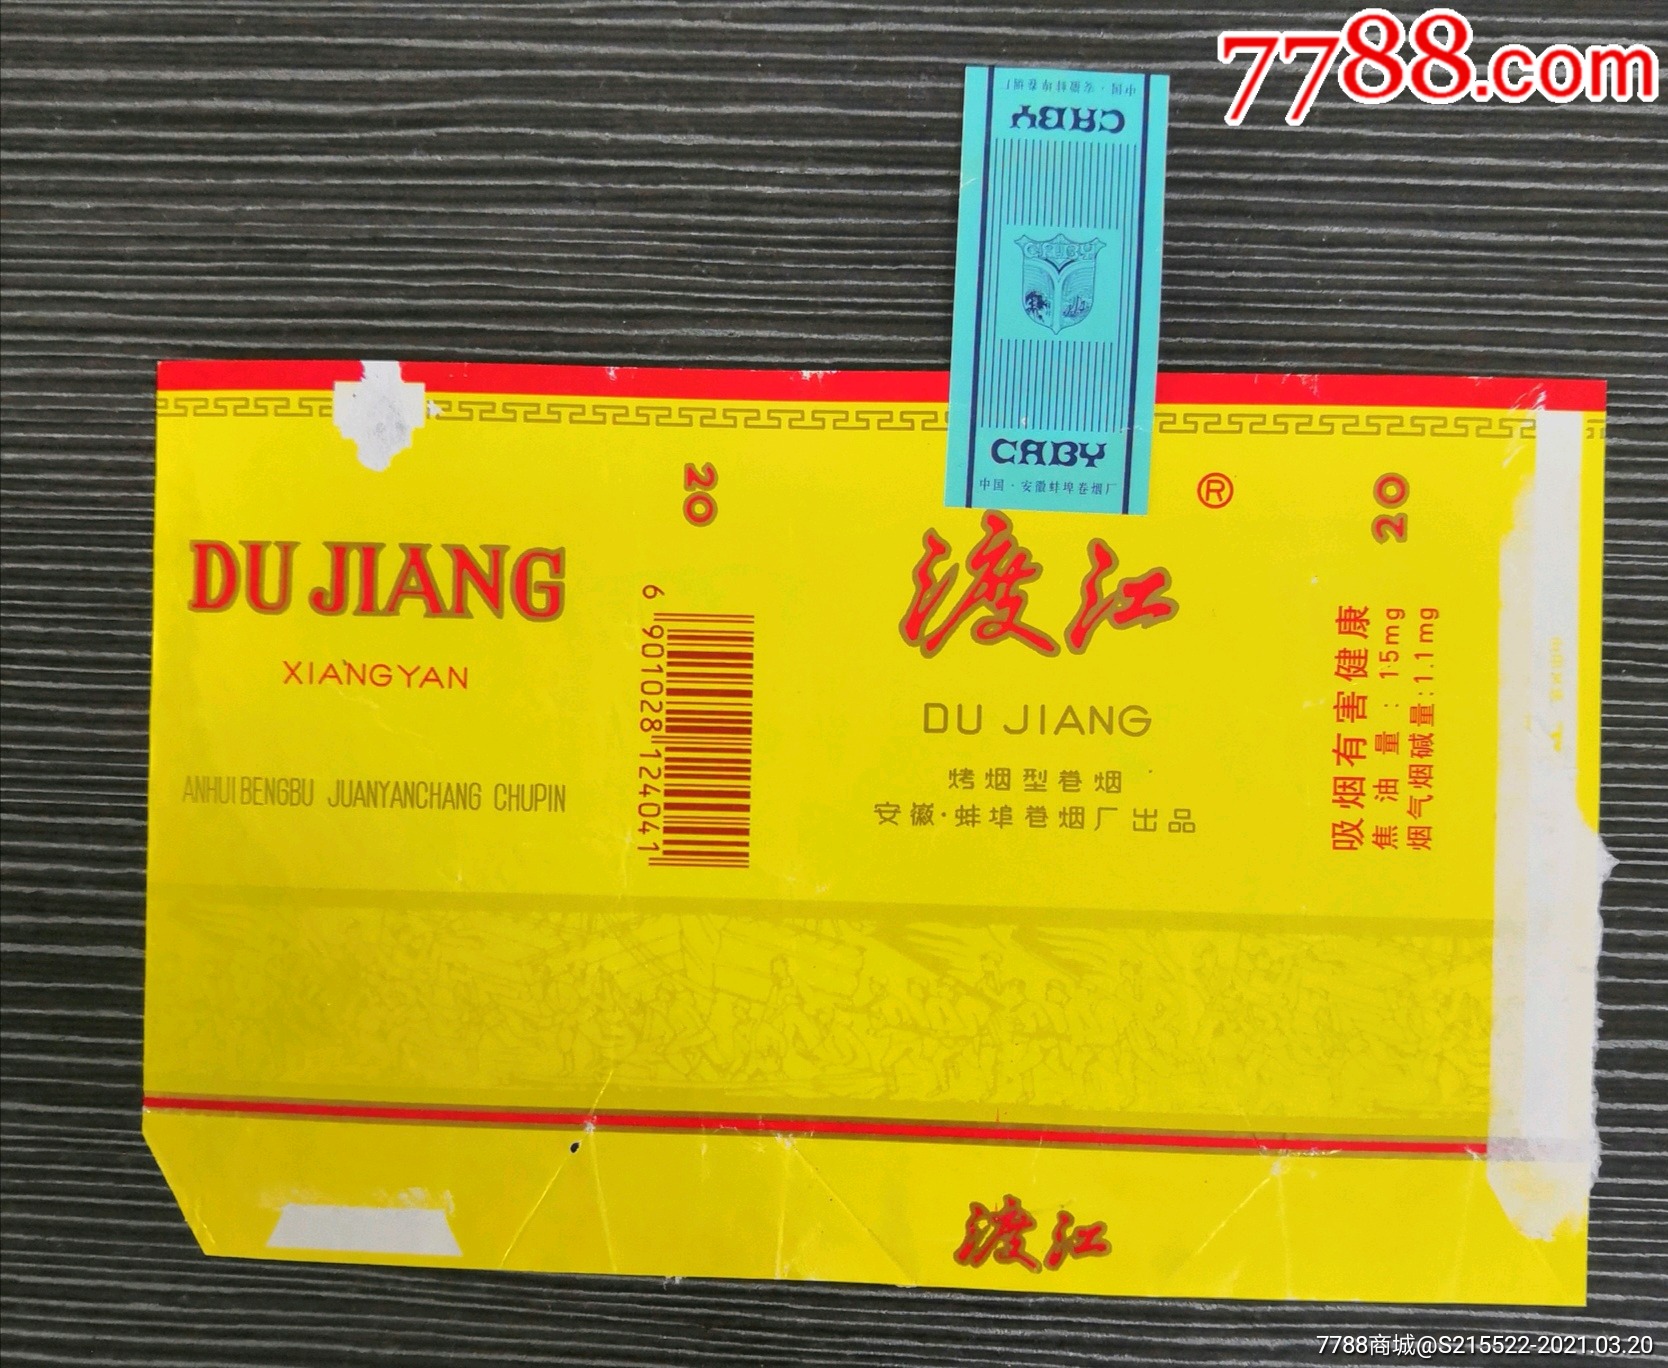 7788.com
中国·安徽蚌埠卷烟厂
CABY
CABY
CABY
中国·安徽蚌埠卷烟厂
20
DU JIANG
XIANGYAN
ANHUI BENGBU JUANYANCHANG CHUPIN
6 901028 124041
®
渡江
DU JIANG
烤烟型卷烟
安徽·蚌埠卷烟厂出品
20
吸烟有害健康
焦油量:15mg
烟气烟碱量:1.1mg
渡江
7788商城@S215522-2021.03.20